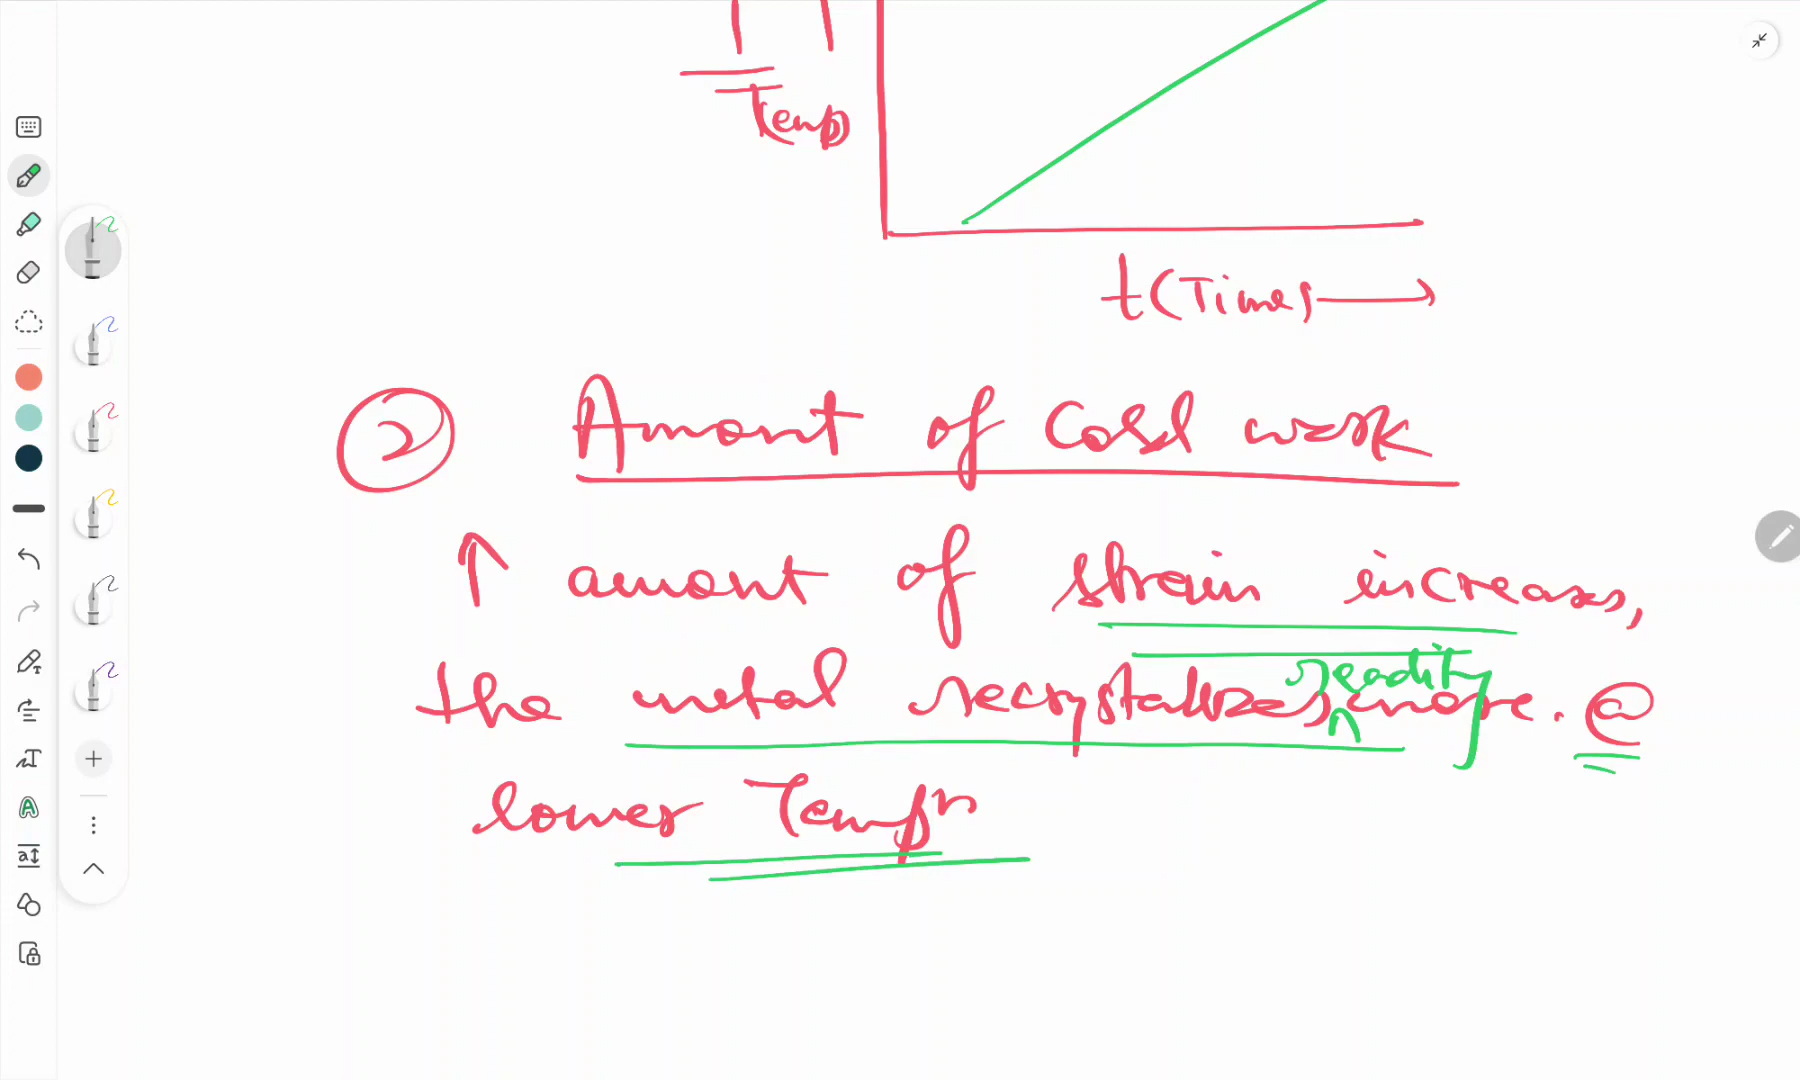 Temp
t (Time) →
② Amount of Cold work
↑ amount of strain increases,
readily
the metal recrystallizes more. @
lower Tempr